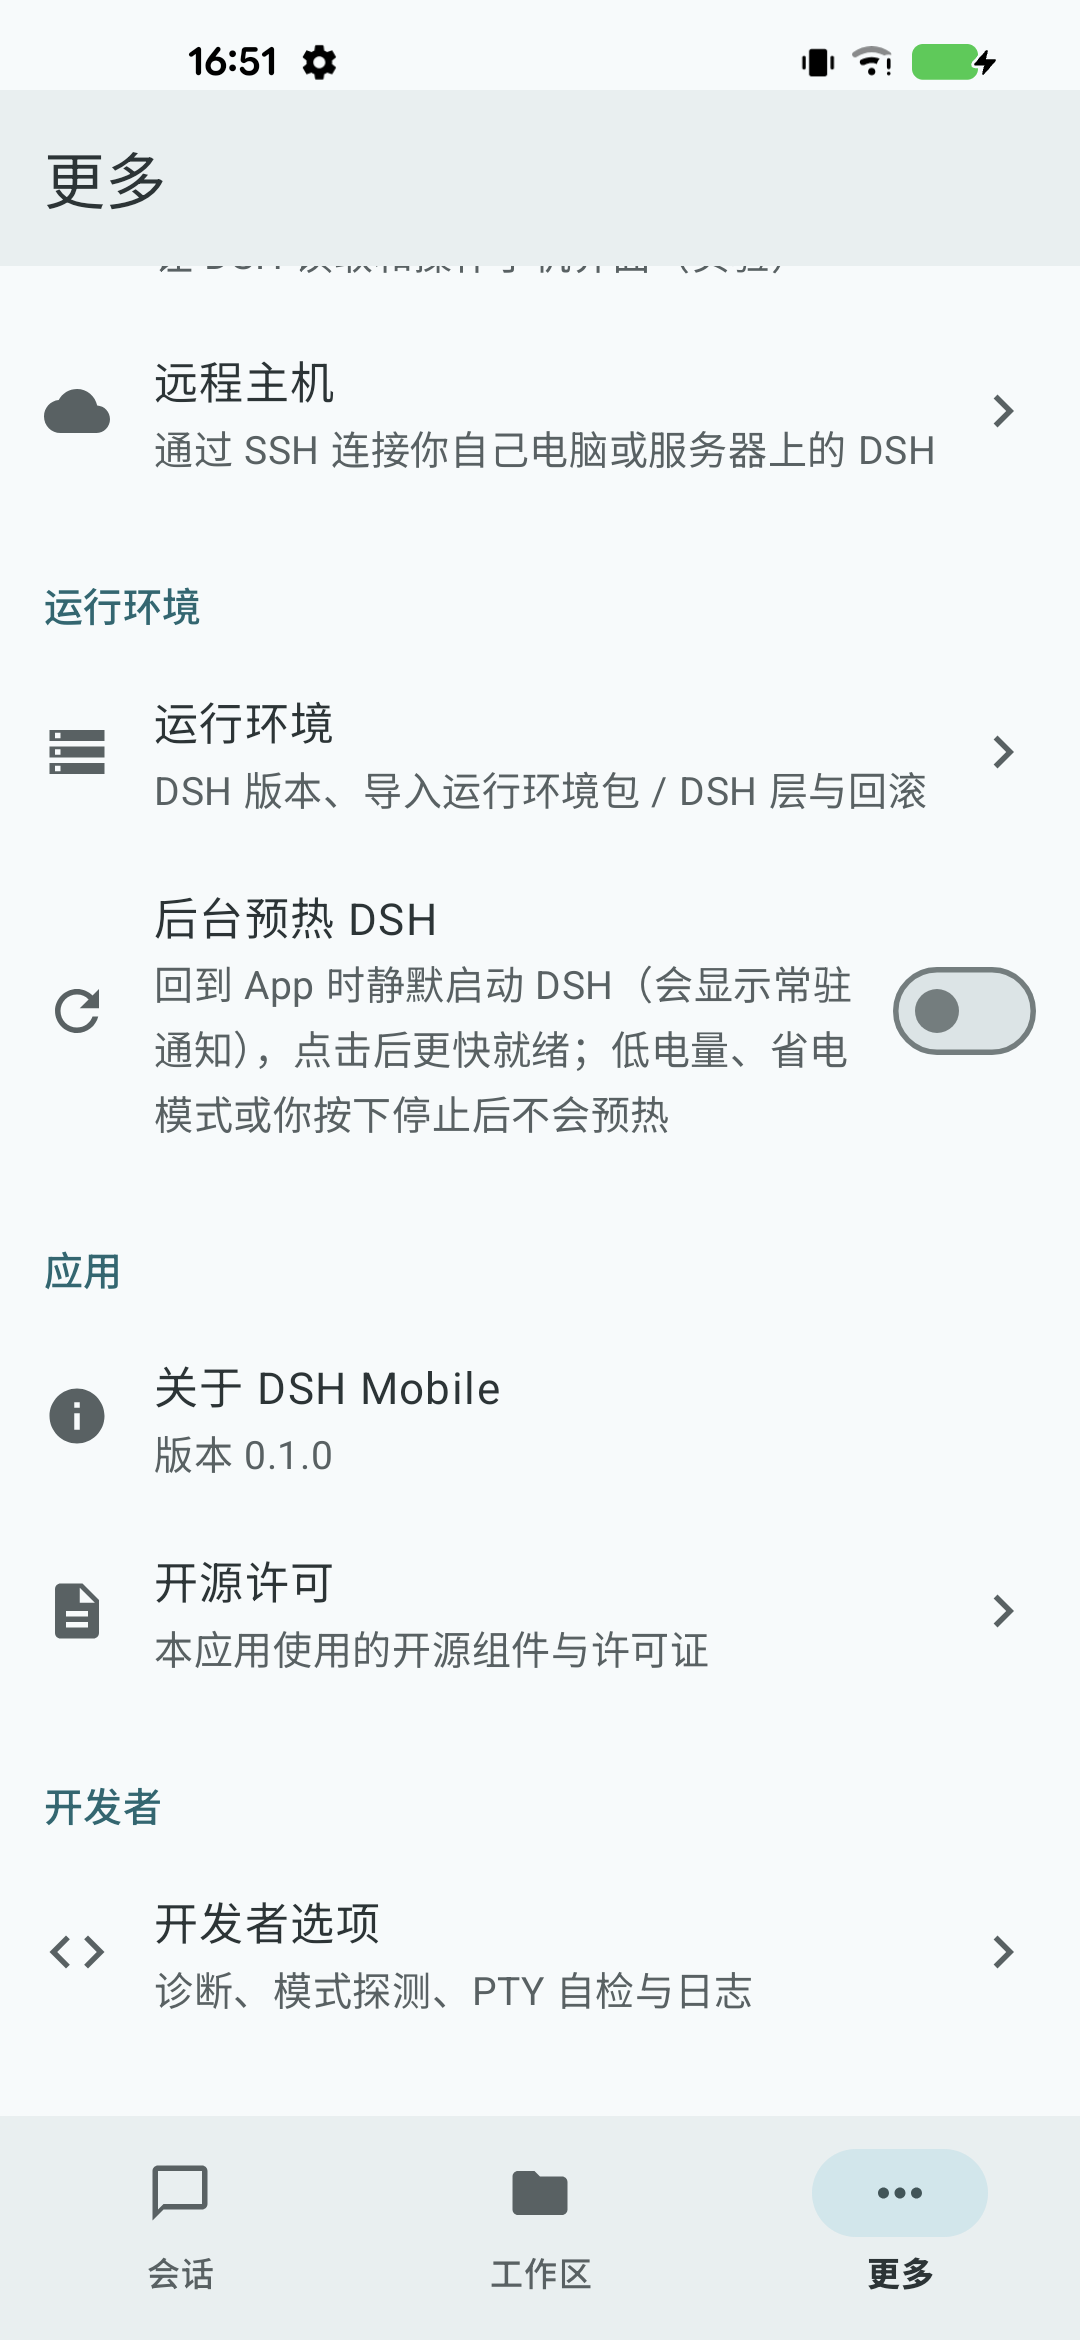 16:51
更多
远程主机
通过 SSH 连接你自己电脑或服务器上的 DSH
运行环境
运行环境
DSH 版本、导入运行环境包 / DSH 层与回滚
后台预热 DSH
回到 App 时静默启动 DSH（会显示常驻
通知），点击后更快就绪；低电量、省电
模式或你按下停止后不会预热
应用
关于 DSH Mobile
版本 0.1.0
开源许可
本应用使用的开源组件与许可证
开发者
开发者选项
诊断、模式探测、PTY 自检与日志
会话
工作区
更多